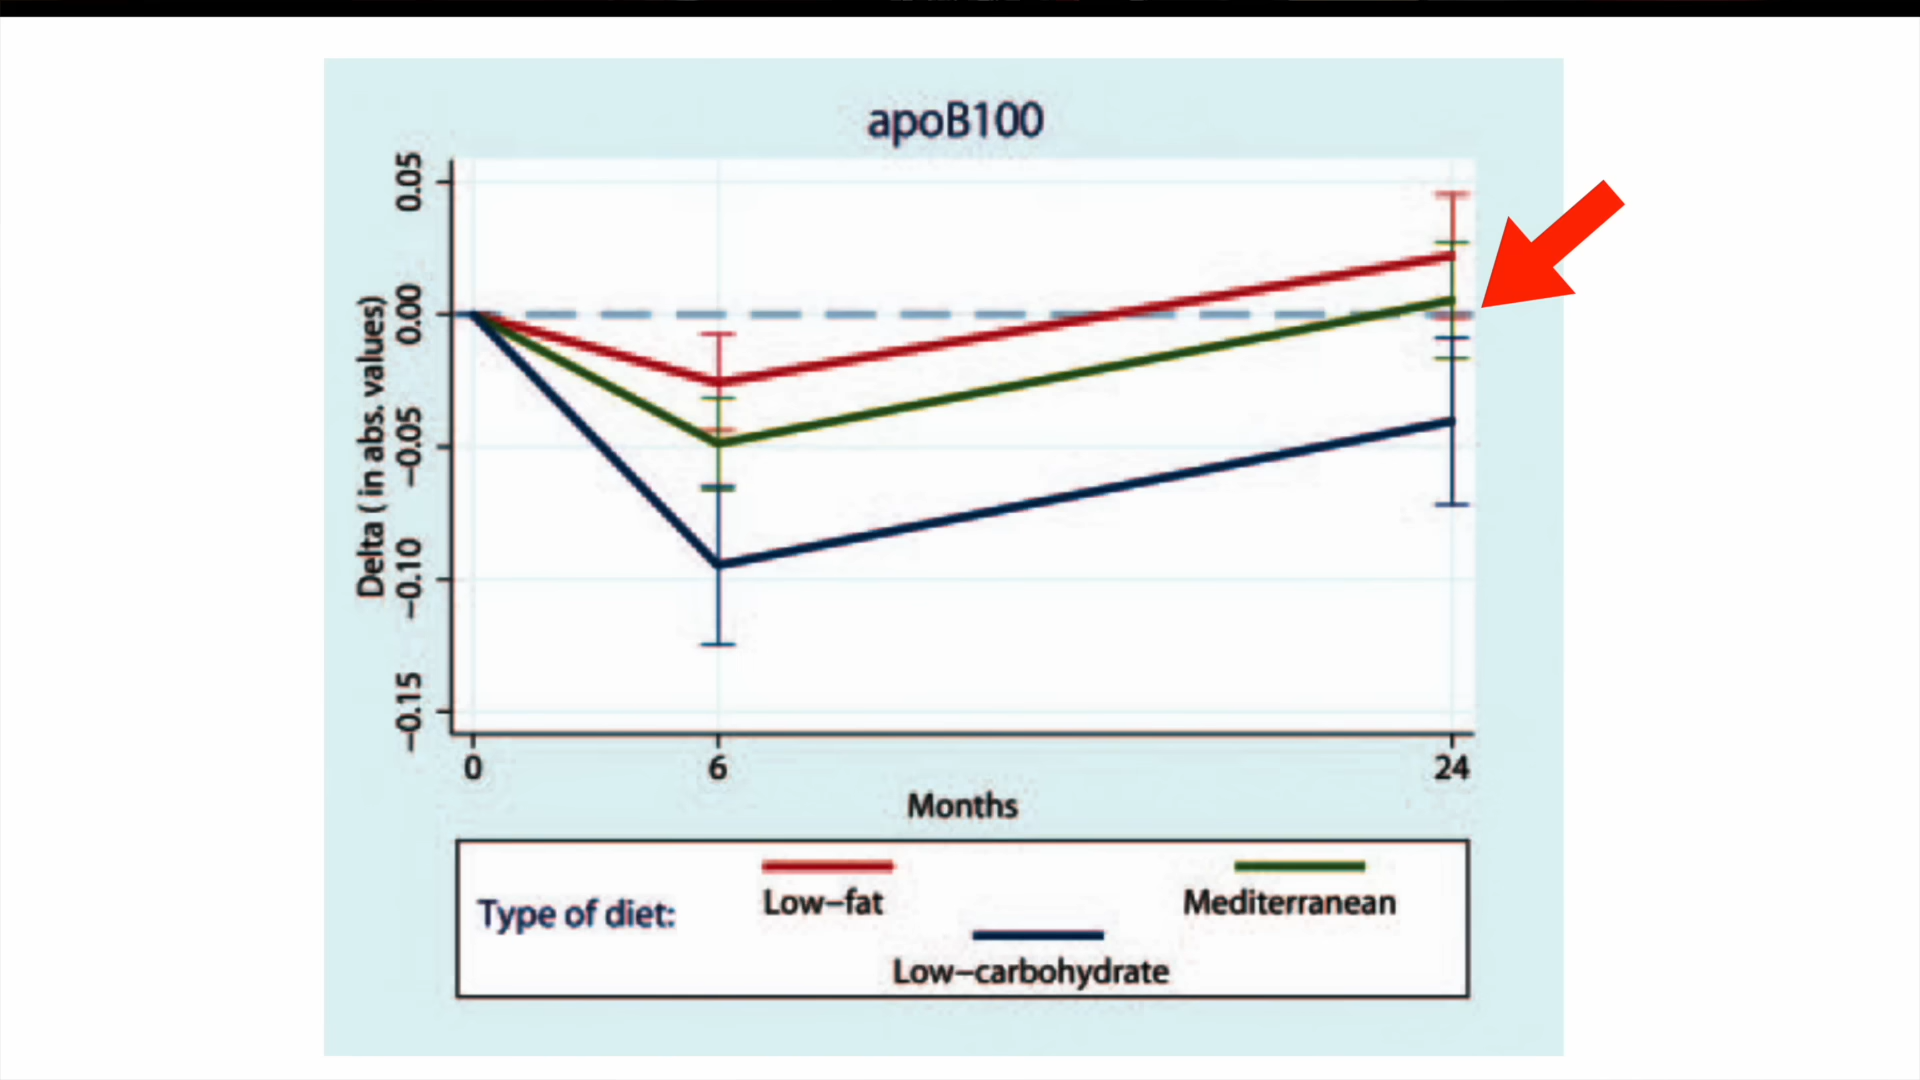 apoB100
Delta ( in abs. values)
0.05
0.00
−0.05
−0.10
−0.15
0
6
24
Months
Type of diet:
Low−fat
Mediterranean
Low−carbohydrate